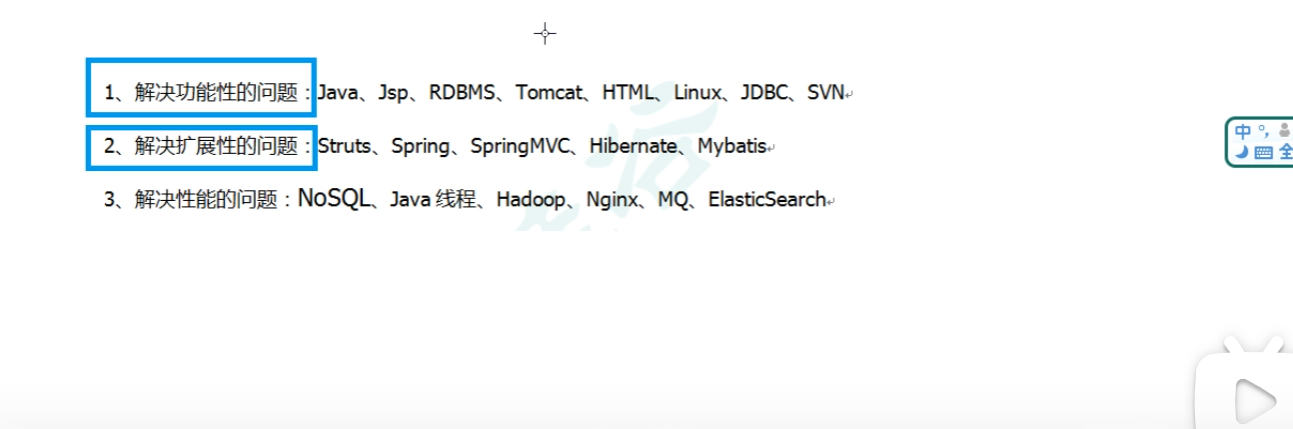 1、解决功能性的问题：Java、Jsp、RDBMS、Tomcat、HTML、Linux、JDBC、SVN
2、解决扩展性的问题：Struts、Spring、SpringMVC、Hibernate、Mybatis
3、解决性能的问题：NoSQL、Java 线程、Hadoop、Nginx、MQ、ElasticSearch
中 °,
全